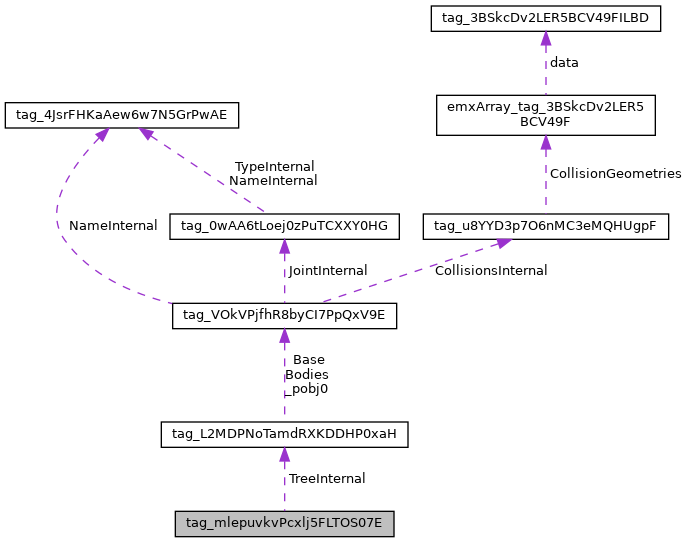 tag_3BSkcDv2LER5BCV49FILBD
data
emxArray_tag_3BSkcDv2LER5
BCV49F
tag_4JsrFHKaAew6w7N5GrPwAE
TypeInternal
NameInternal
CollisionGeometries
NameInternal
tag_0wAA6tLoej0zPuTCXXY0HG
tag_u8YYD3p7O6nMC3eMQHUgpF
JointInternal
CollisionsInternal
tag_VOkVPjfhR8byCI7PpQxV9E
Base
Bodies
_pobj0
tag_L2MDPNoTamdRXKDDHP0xaH
TreeInternal
tag_mlepuvkvPcxlj5FLTOS07E